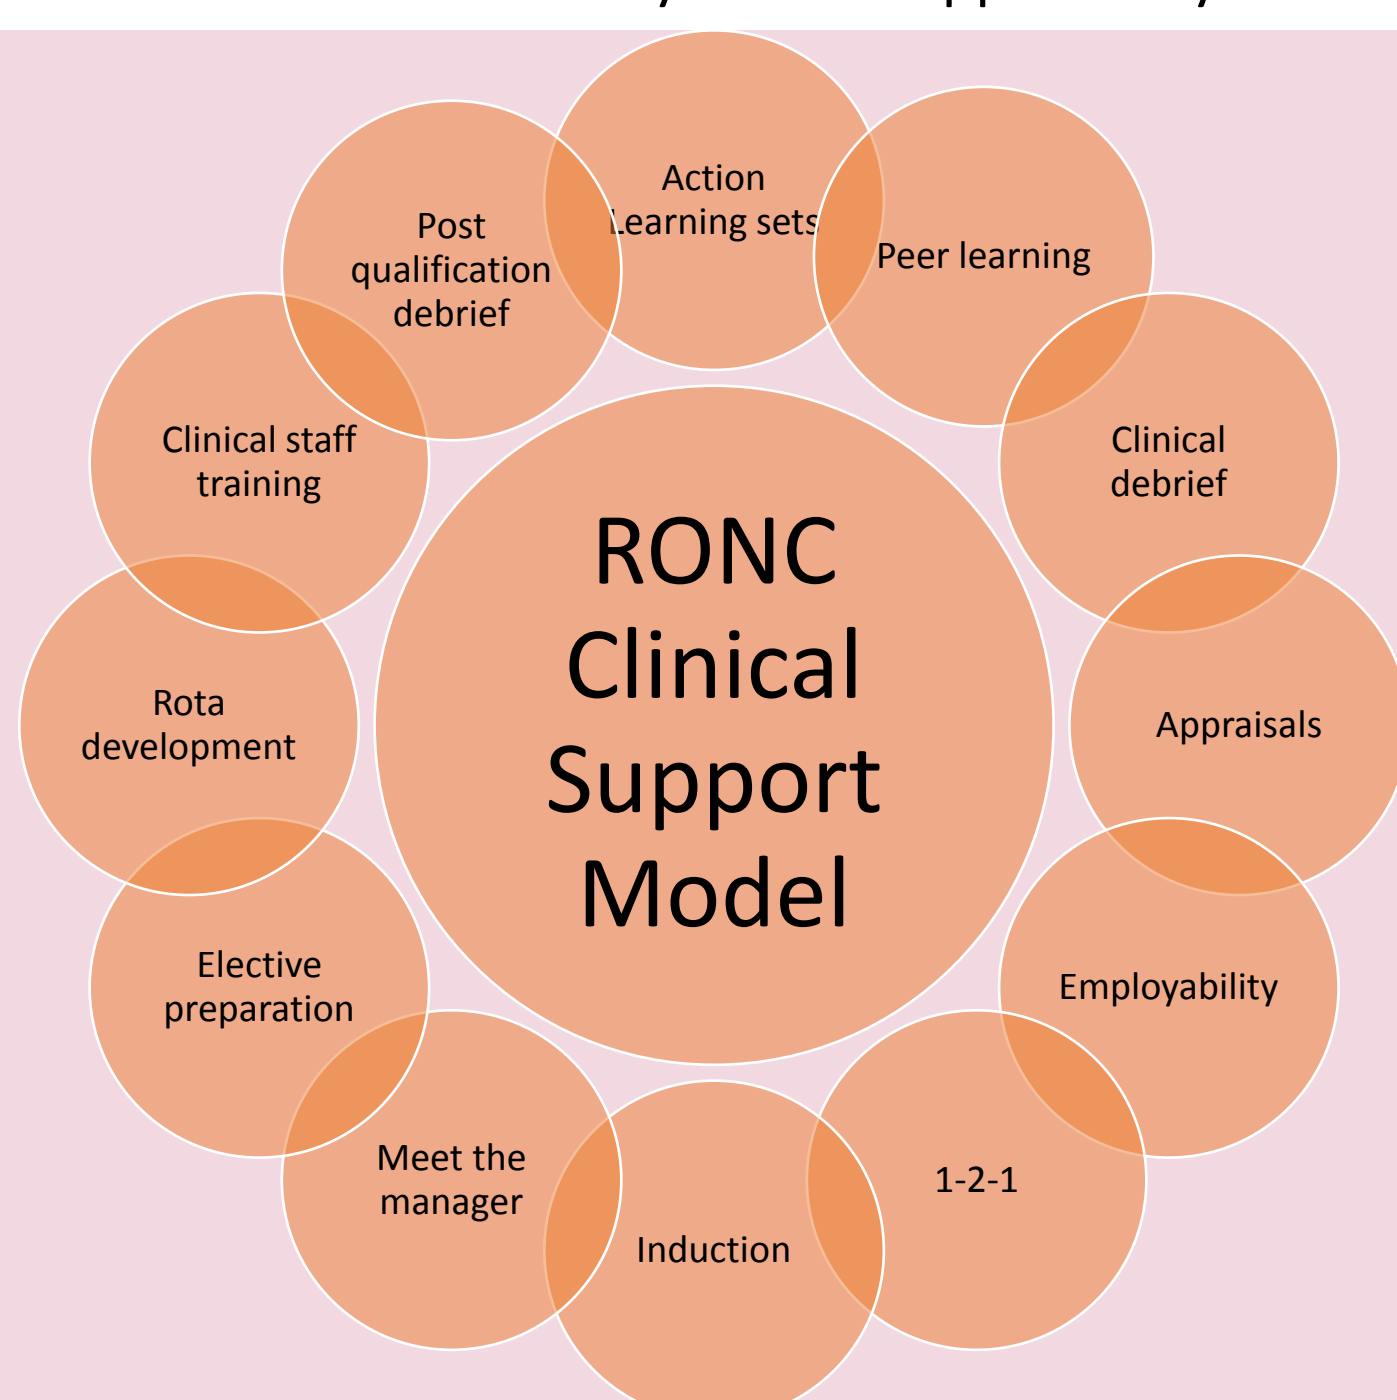 Action
Learning sets
Peer learning
Clinical
debrief
Appraisals
Employability
1-2-1
Induction
Meet the
manager
Elective
preparation
Rota
development
Clinical staff
training
Post
qualification
debrief
RONC
Clinical
Support
Model